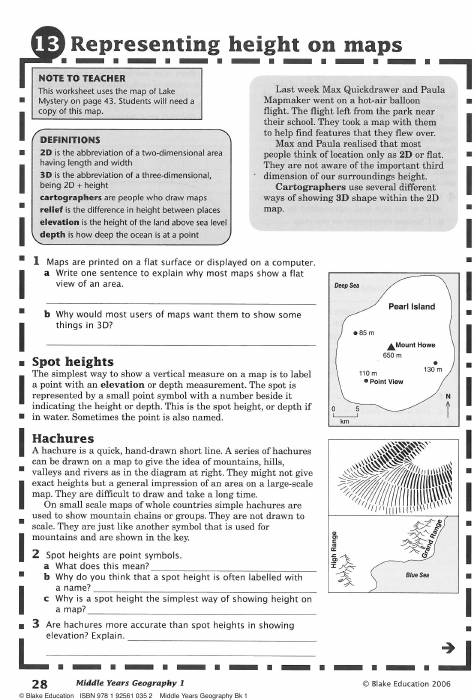 13 Representing height on maps
NOTE TO TEACHER
This worksheet uses the map of Lake
Mystery on page 43. Students will need a
copy of this map.
DEFINITIONS
2D is the abbreviation of a two-dimensional area
having length and width
3D is the abbreviation of a three-dimensional,
being 2D + height
cartographers are people who draw maps
relief is the difference in height between places
elevation is the height of the land above sea level
depth is how deep the ocean is at a point
Last week Max Quickdrawer and Paula
Mapmaker went on a hot-air balloon
flight. The flight left from the park near
their school. They took a map with them
to help find features that they flew over.
Max and Paula realised that most
people think of location only as 2D or flat.
They are not aware of the important third
dimension of our surroundings height.
Cartographers use several different
ways of showing 3D shape within the 2D
map.
1 Maps are printed on a flat surface or displayed on a computer.
a Write one sentence to explain why most maps show a flat
view of an area.
b Why would most users of maps want them to show some
things in 3D?
Spot heights
The simplest way to show a vertical measure on a map is to label
a point with an elevation or depth measurement. The spot is
represented by a small point symbol with a number beside it
indicating the height or depth. This is the spot height, or depth if
in water. Sometimes the point is also named.
Hachures
A hachure is a quick, hand-drawn short line. A series of hachures
can be drawn on a map to give the idea of mountains, hills,
valleys and rivers as in the diagram at right. They might not give
exact heights but a general impression of an area on a large-scale
map. They are difficult to draw and take a long time.
On small scale maps of whole countries simple hachures are
used to show mountain chains or groups. They are not drawn to
scale. They are just like another symbol that is used for
mountains and are shown in the key.
2 Spot heights are point symbols.
a What does this mean?
b Why do you think that a spot height is often labelled with
a name?
c Why is a spot height the simplest way of showing height on
a map?
3 Are hachures more accurate than spot heights in showing
elevation? Explain.
Deep Sea
Pearl Island
85 m
Mount Howe
650 m
130 m
110 m
Point View
N
0 5
km
High Range
Grand Range
Blue Sea
28 Middle Years Geography 1 © Blake Education 2006
© Blake Education ISBN 978 1 92561 035 2 Middle Years Geography Bk 1